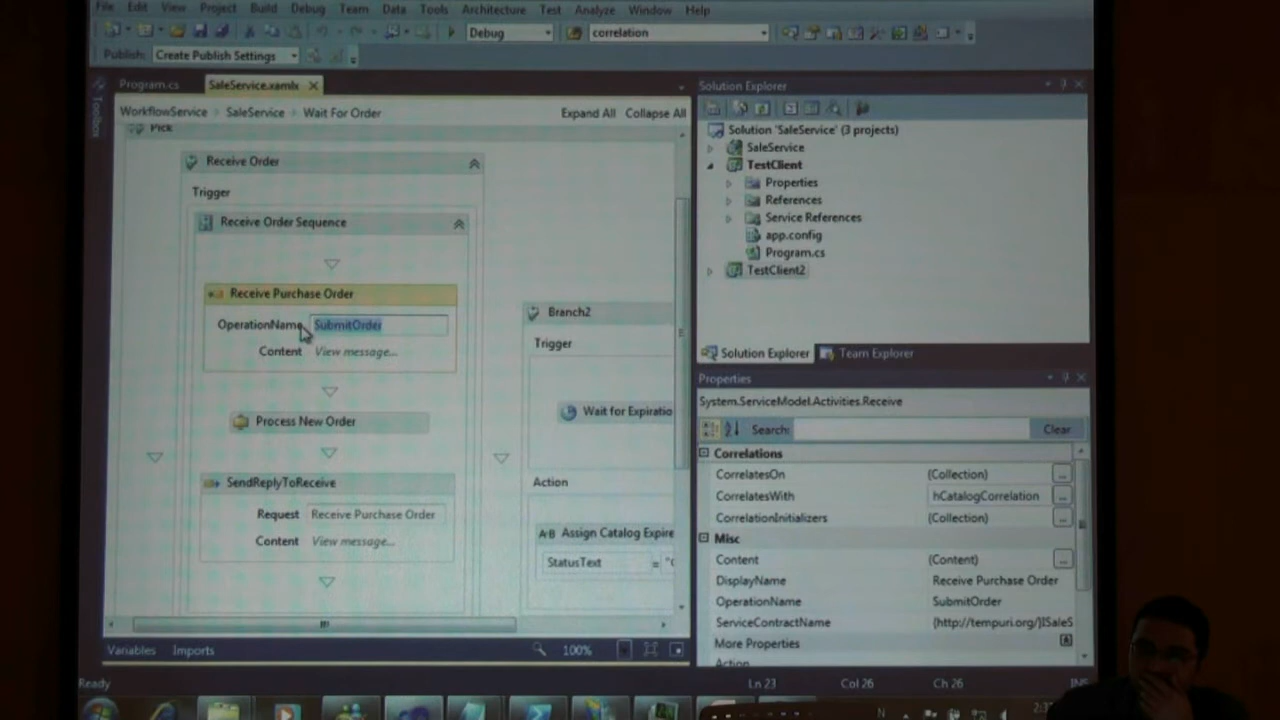 File Edit View Project Build Debug Team Data Tools Architecture Test Analyze Window Help
Debug correlation
Publish: Create Publish Settings
Program.cs SaleService.xamlx
Toolbox
WorkflowService SaleService Wait For Order Expand All Collapse All
Pick
Receive Order
Trigger
Receive Order Sequence
Receive Purchase Order
OperationName SubmitOrder
Content View message...
Process New Order
SendReplyToReceive
Request Receive Purchase Order
Content View message...
Branch2
Trigger
Wait for Expiratio
Action
A=B Assign Catalog Expire
StatusText = "C
Variables Imports 100%
Solution Explorer
Solution 'SaleService' (3 projects)
SaleService
TestClient
Properties
References
Service References
app.config
Program.cs
TestClient2
Solution Explorer Team Explorer
Properties
System.ServiceModel.Activities.Receive
Search: Clear
Correlations
CorrelatesOn (Collection) ...
CorrelatesWith hCatalogCorrelation ...
CorrelationInitializers (Collection) ...
Misc
Content (Content) ...
DisplayName Receive Purchase Order
OperationName SubmitOrder
ServiceContractName {http://tempuri.org/}ISaleS
More Properties
Action
Ready Ln 23 Col 26 Ch 26 INS